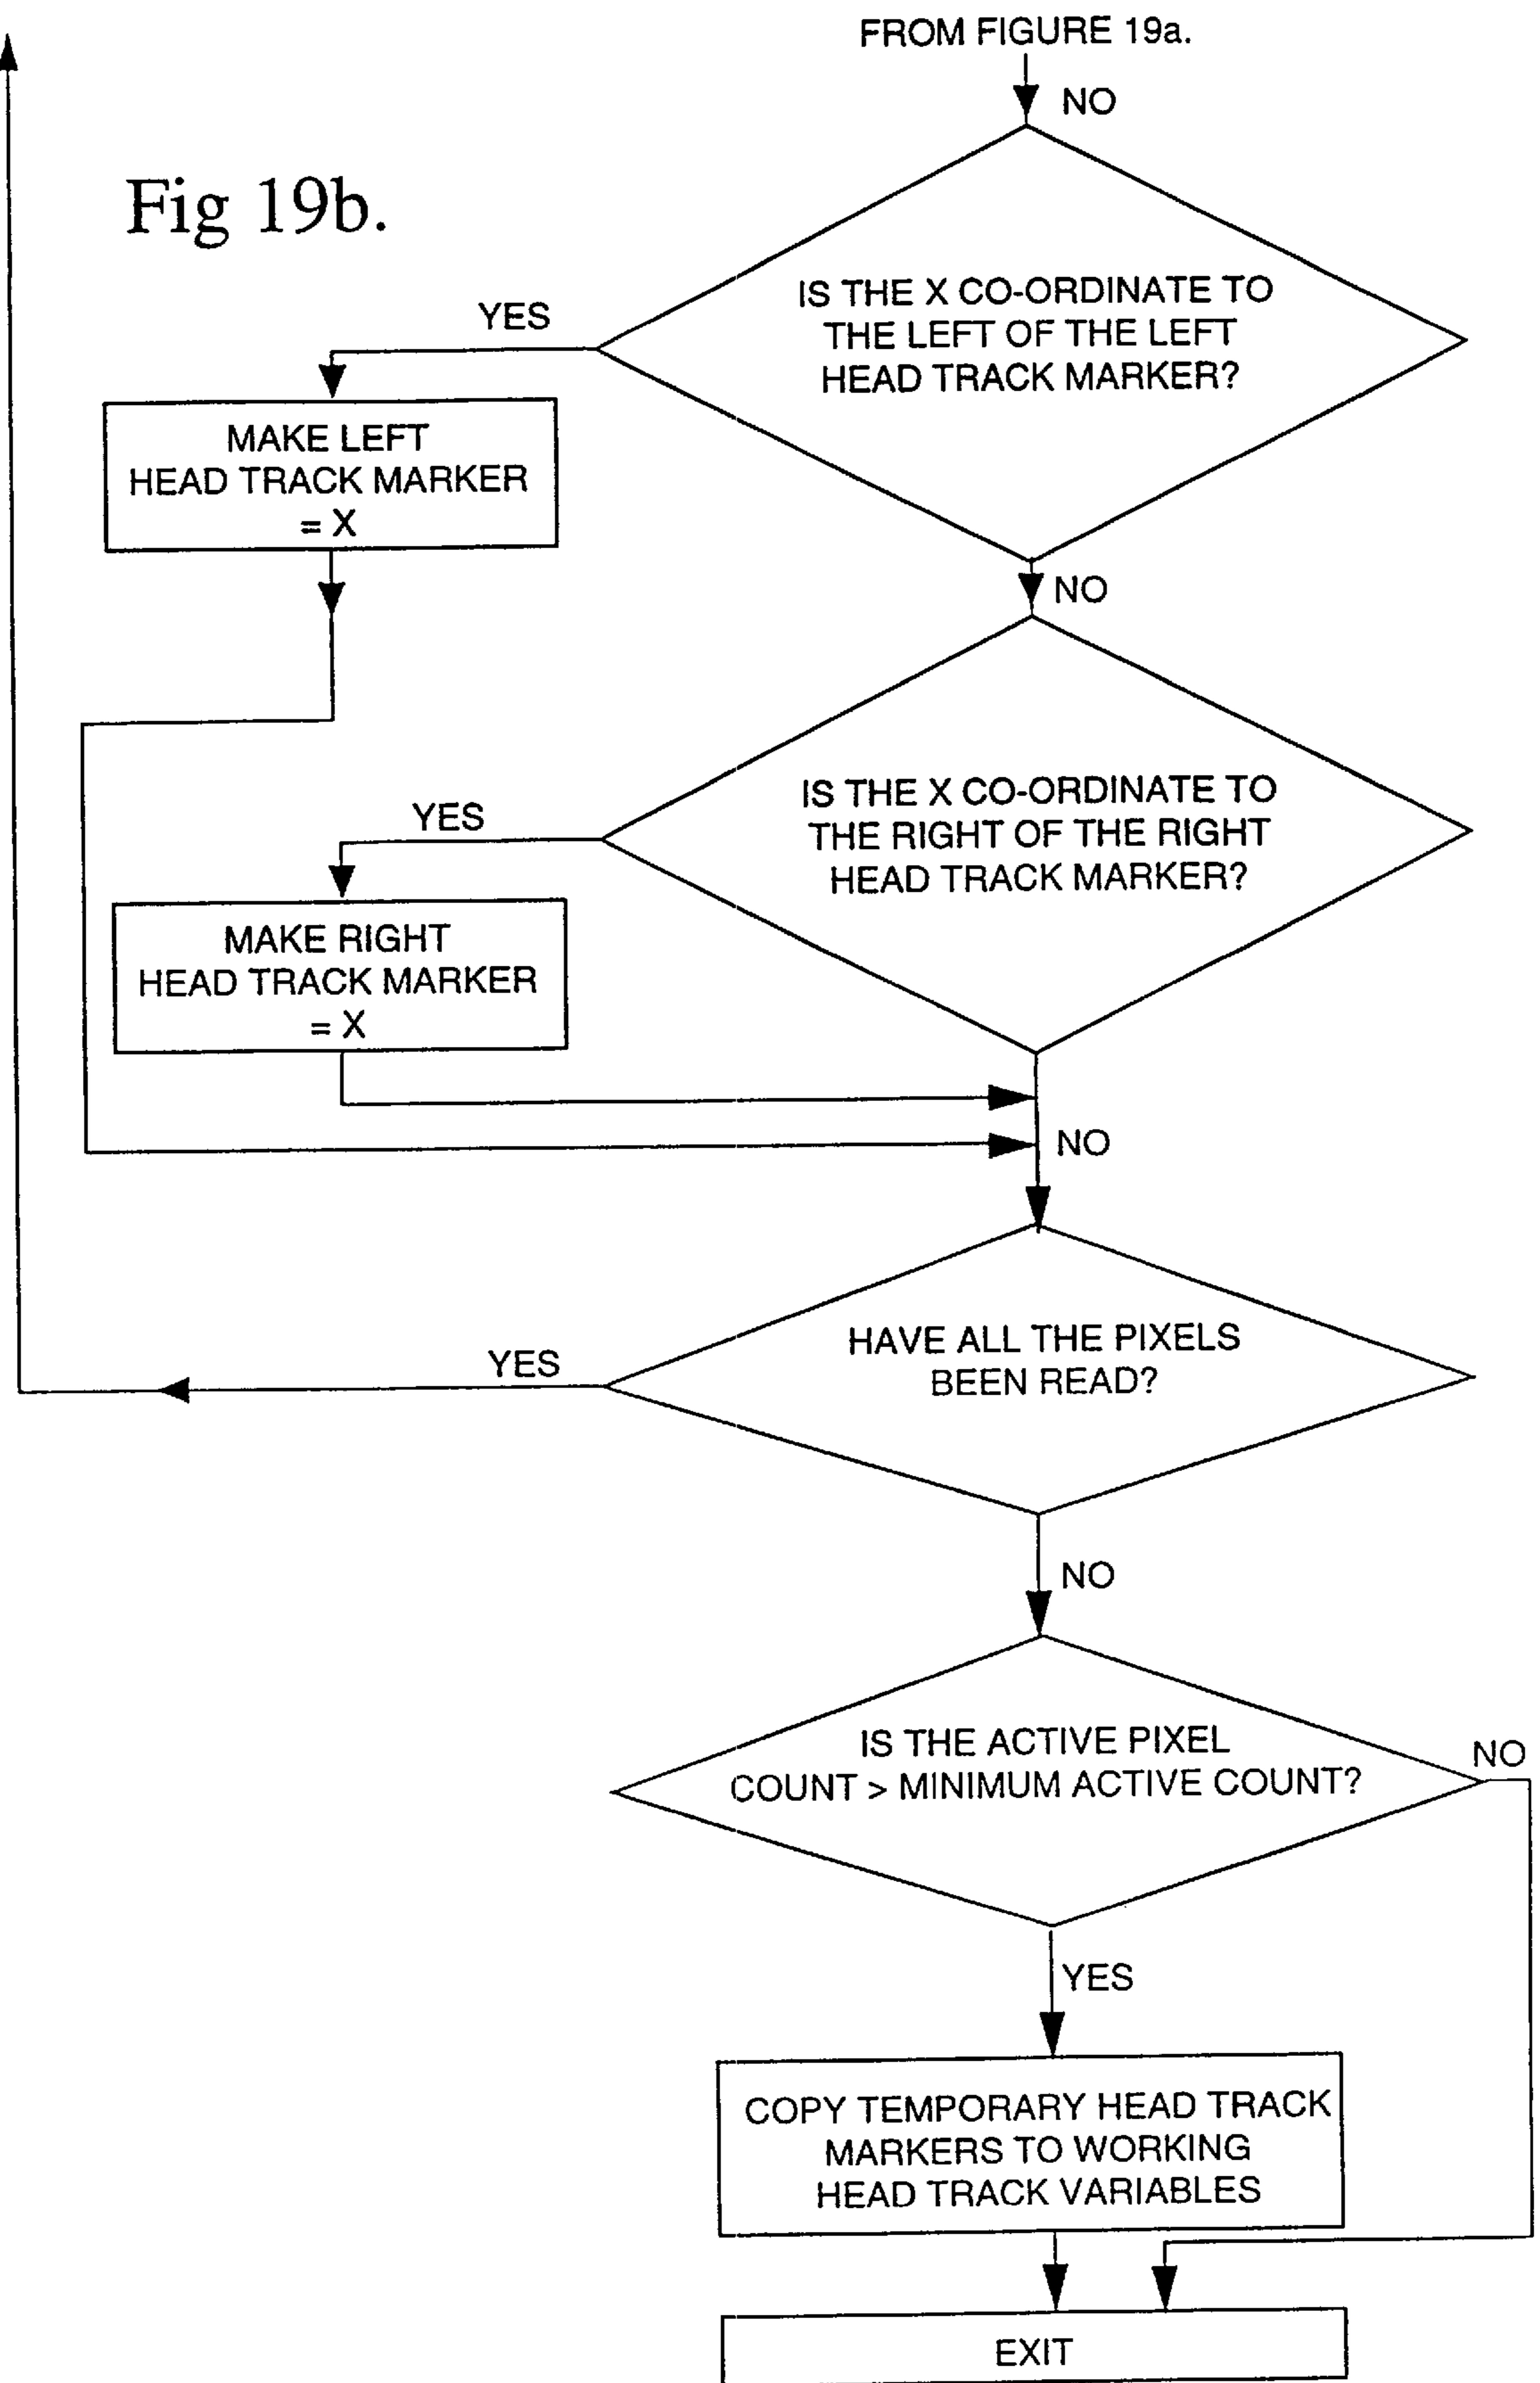 FROM FIGURE 19a.
NO
Fig 19b.
IS THE X CO-ORDINATE TO
THE LEFT OF THE LEFT
HEAD TRACK MARKER?
YES
MAKE LEFT
HEAD TRACK MARKER
= X
NO
IS THE X CO-ORDINATE TO
THE RIGHT OF THE RIGHT
HEAD TRACK MARKER?
YES
MAKE RIGHT
HEAD TRACK MARKER
= X
NO
HAVE ALL THE PIXELS
BEEN READ?
YES
NO
IS THE ACTIVE PIXEL
COUNT > MINIMUM ACTIVE COUNT?
NO
YES
COPY TEMPORARY HEAD TRACK
MARKERS TO WORKING
HEAD TRACK VARIABLES
EXIT